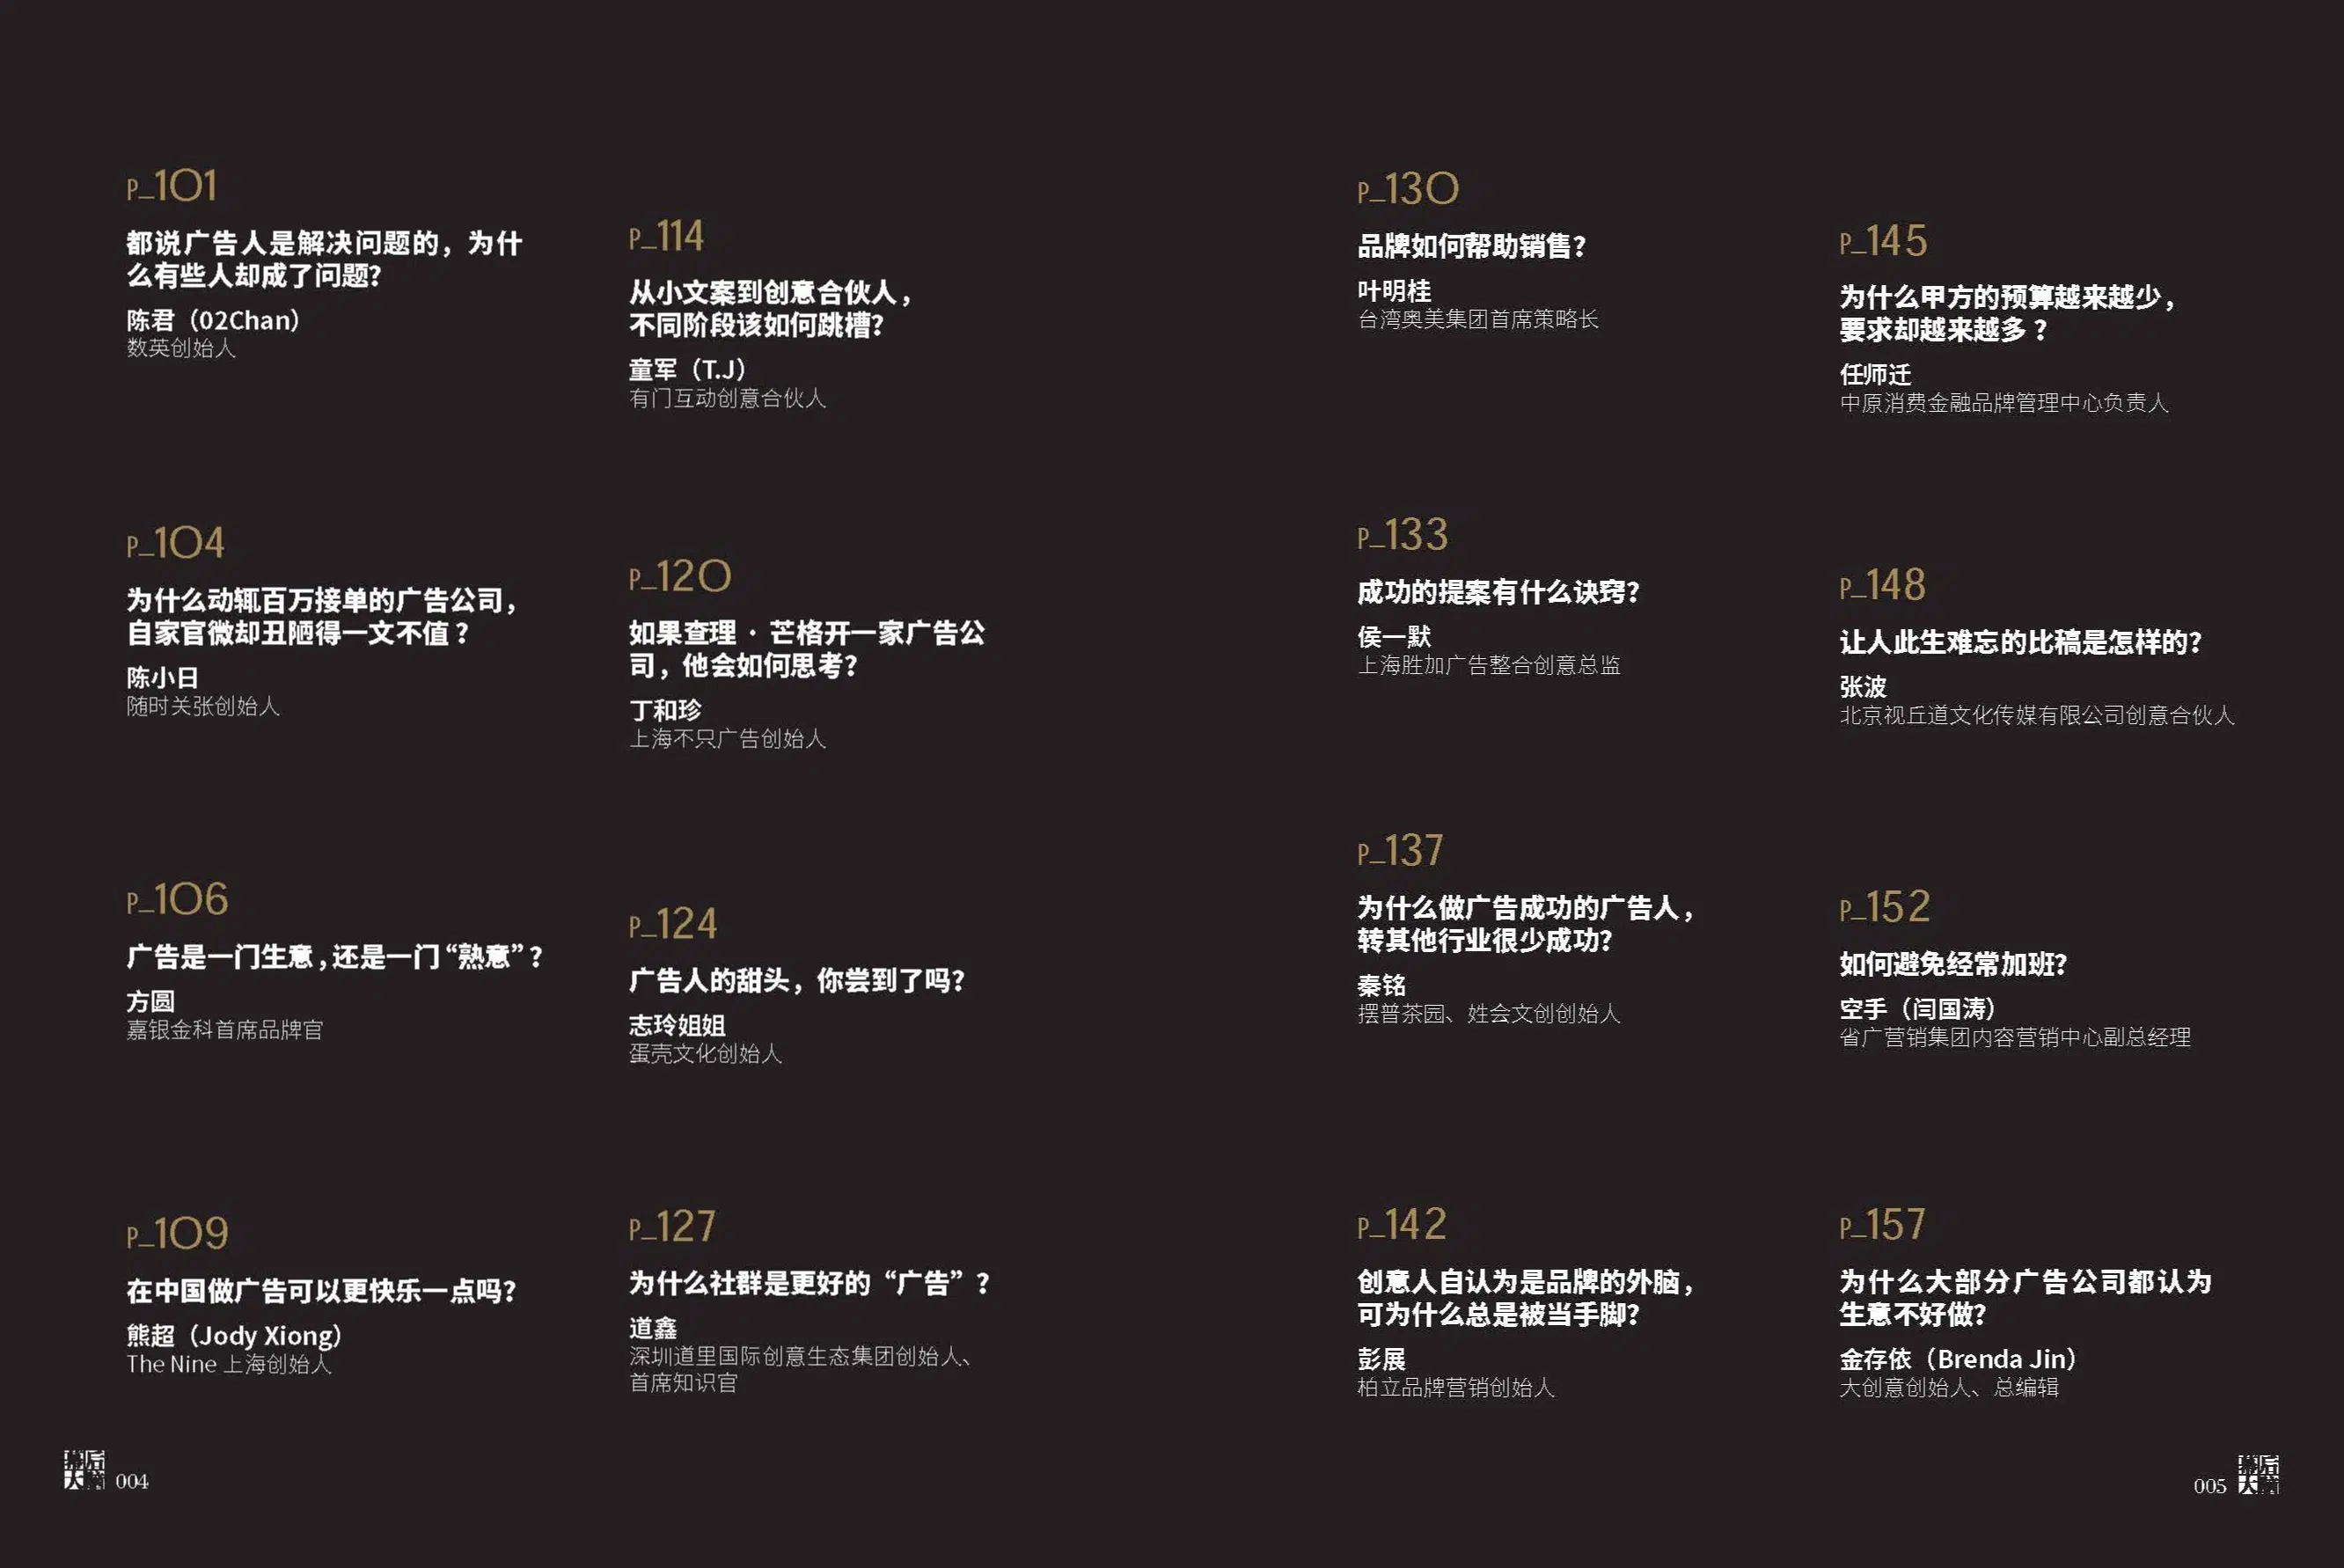 P_101
都说广告人是解决问题的，为什
么有些人却成了问题？
陈君（02Chan）
数英创始人
P_104
为什么动辄百万接单的广告公司，
自家官微却丑陋得一文不值？
陈小日
随时关张创始人
P_106
广告是一门生意，还是一门“熟意”？
方圆
嘉银金科首席品牌官
P_109
在中国做广告可以更快乐一点吗？
熊超（Jody Xiong）
The Nine 上海创始人
P_114
从小文案到创意合伙人，
不同阶段该如何跳槽？
童军（T.J）
有门互动创意合伙人
P_120
如果查理·芒格开一家广告公
司，他会如何思考？
丁和珍
上海不只广告创始人
P_124
广告人的甜头，你尝到了吗？
志玲姐姐
蛋壳文化创始人
P_127
为什么社群是更好的“广告”？
道鑫
深圳道里国际创意生态集团创始人、
首席知识官
幕后
大脑
004
P_130
品牌如何帮助销售？
叶明桂
台湾奥美集团首席策略长
P_133
成功的提案有什么诀窍？
侯一默
上海胜加广告整合创意总监
P_137
为什么做广告成功的广告人，
转其他行业很少成功？
秦铭
摆普茶园、姓会文创创始人
P_142
创意人自认为是品牌的外脑，
可为什么总是被当手脚？
彭展
柏立品牌营销创始人
P_145
为什么甲方的预算越来越少，
要求却越来越多？
任师迁
中原消费金融品牌管理中心负责人
P_148
让人此生难忘的比稿是怎样的？
张波
北京视丘道文化传媒有限公司创意合伙人
P_152
如何避免经常加班？
空手（闫国涛）
省广营销集团内容营销中心副总经理
P_157
为什么大部分广告公司都认为
生意不好做？
金存依（Brenda Jin）
大创意创始人、总编辑
005
幕后
大脑